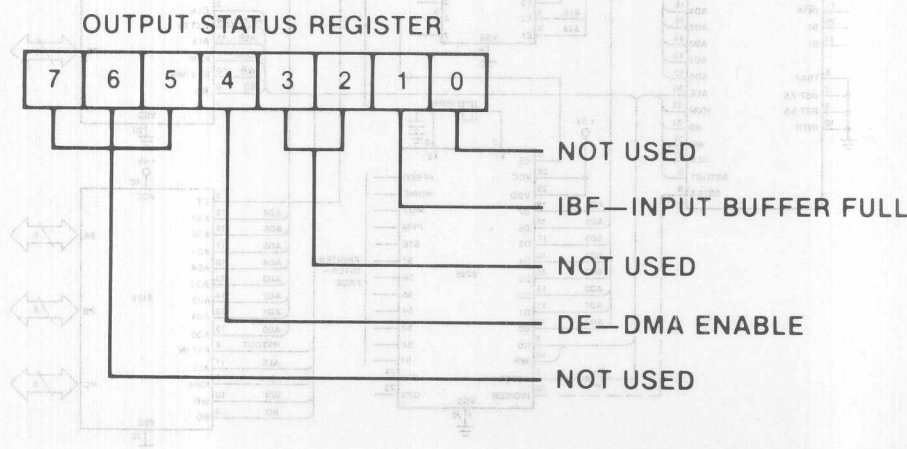 OUTPUT STATUS REGISTER
7 6 5 4 3 2 1 0
NOT USED
IBF—INPUT BUFFER FULL
NOT USED
DE—DMA ENABLE
NOT USED